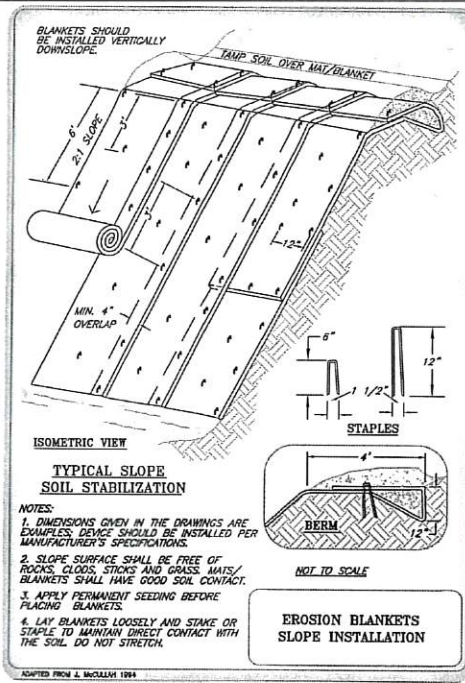 BLANKETS SHOULD
BE INSTALLED VERTICALLY
DOWNSLOPE.
TAMP SOIL OVER MAT/BLANKET
6'
2:1 SLOPE
3'
3'
12"
MIN. 4"
OVERLAP
6"
12"
1 1/2"
STAPLES
ISOMETRIC VIEW
TYPICAL SLOPE
SOIL STABILIZATION
4'
BERM
12"
NOT TO SCALE
NOTES:
1. DIMENSIONS GIVEN IN THE DRAWINGS ARE
EXAMPLES; DEVICE SHOULD BE INSTALLED PER
MANUFACTURER'S SPECIFICATIONS.
2. SLOPE SURFACE SHALL BE FREE OF
ROCKS, CLODS, STICKS AND GRASS. MATS/
BLANKETS SHALL HAVE GOOD SOIL CONTACT.
3. APPLY PERMANENT SEEDING BEFORE
PLACING BLANKETS.
4. LAY BLANKETS LOOSELY AND STAKE OR
STAPLE TO MAINTAIN DIRECT CONTACT WITH
THE SOIL. DO NOT STRETCH.
EROSION BLANKETS
SLOPE INSTALLATION
ADAPTED FROM J. McCULLAH 1994